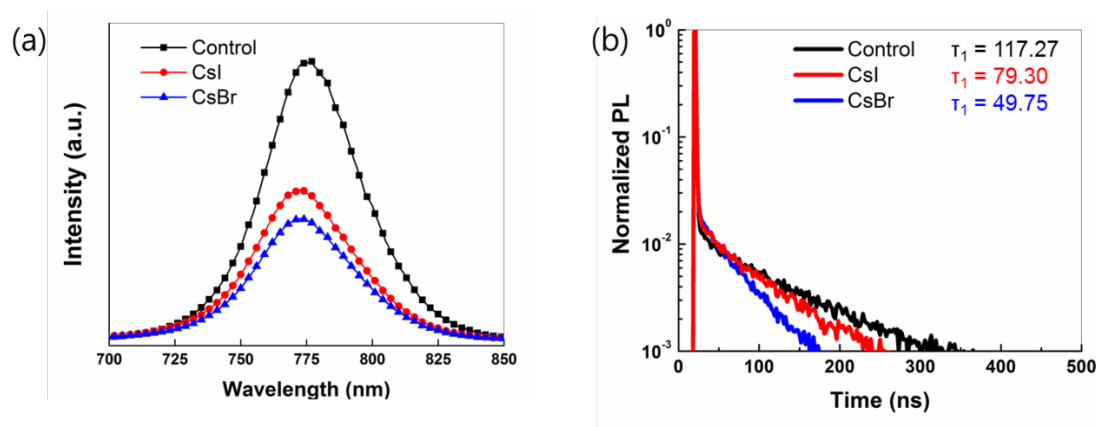 (a)
Control
CsI
CsBr
Intensity (a.u.)
700 725 750 775 800 825 850
Wavelength (nm)
(b)
Control τ₁ = 117.27
CsI τ₁ = 79.30
CsBr τ₁ = 49.75
Normalized PL
10⁰
10⁻¹
10⁻²
10⁻³
0 100 200 300 400 500
Time (ns)